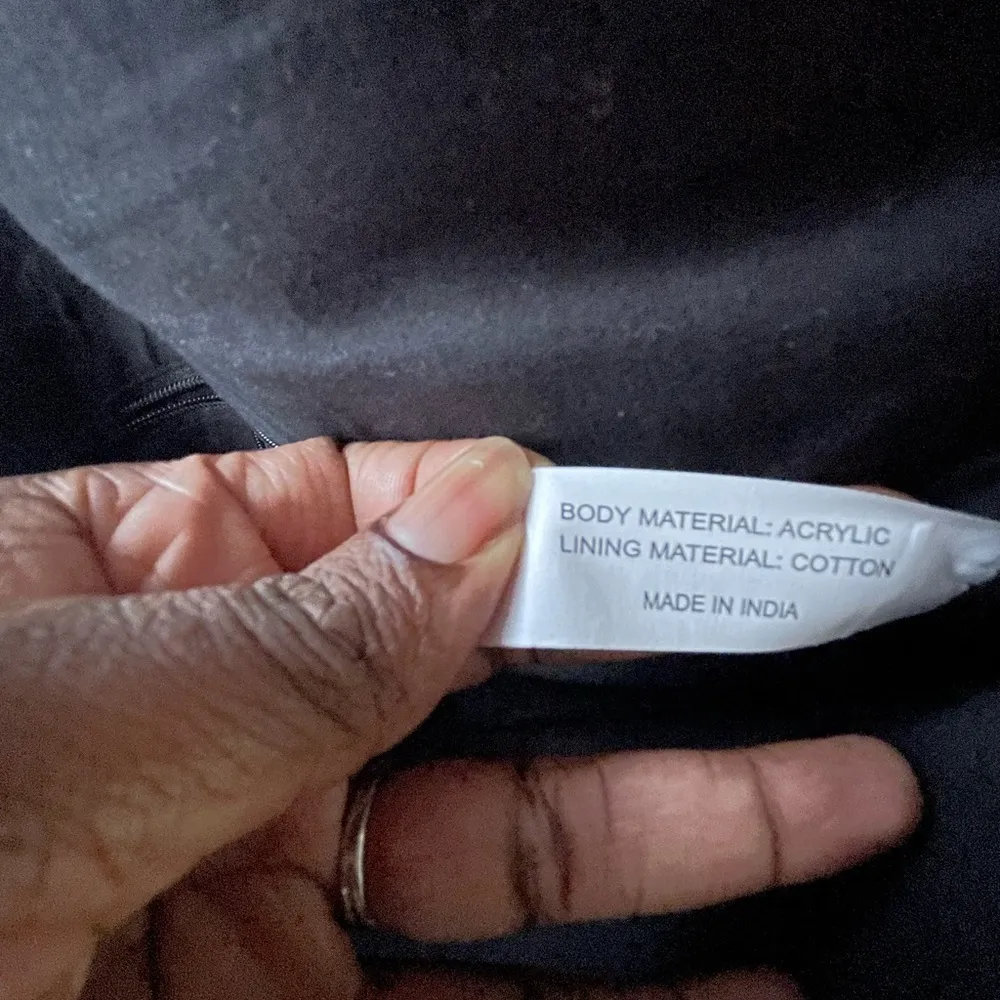 BODY MATERIAL: ACRYLIC
LINING MATERIAL: COTTON
MADE IN INDIA